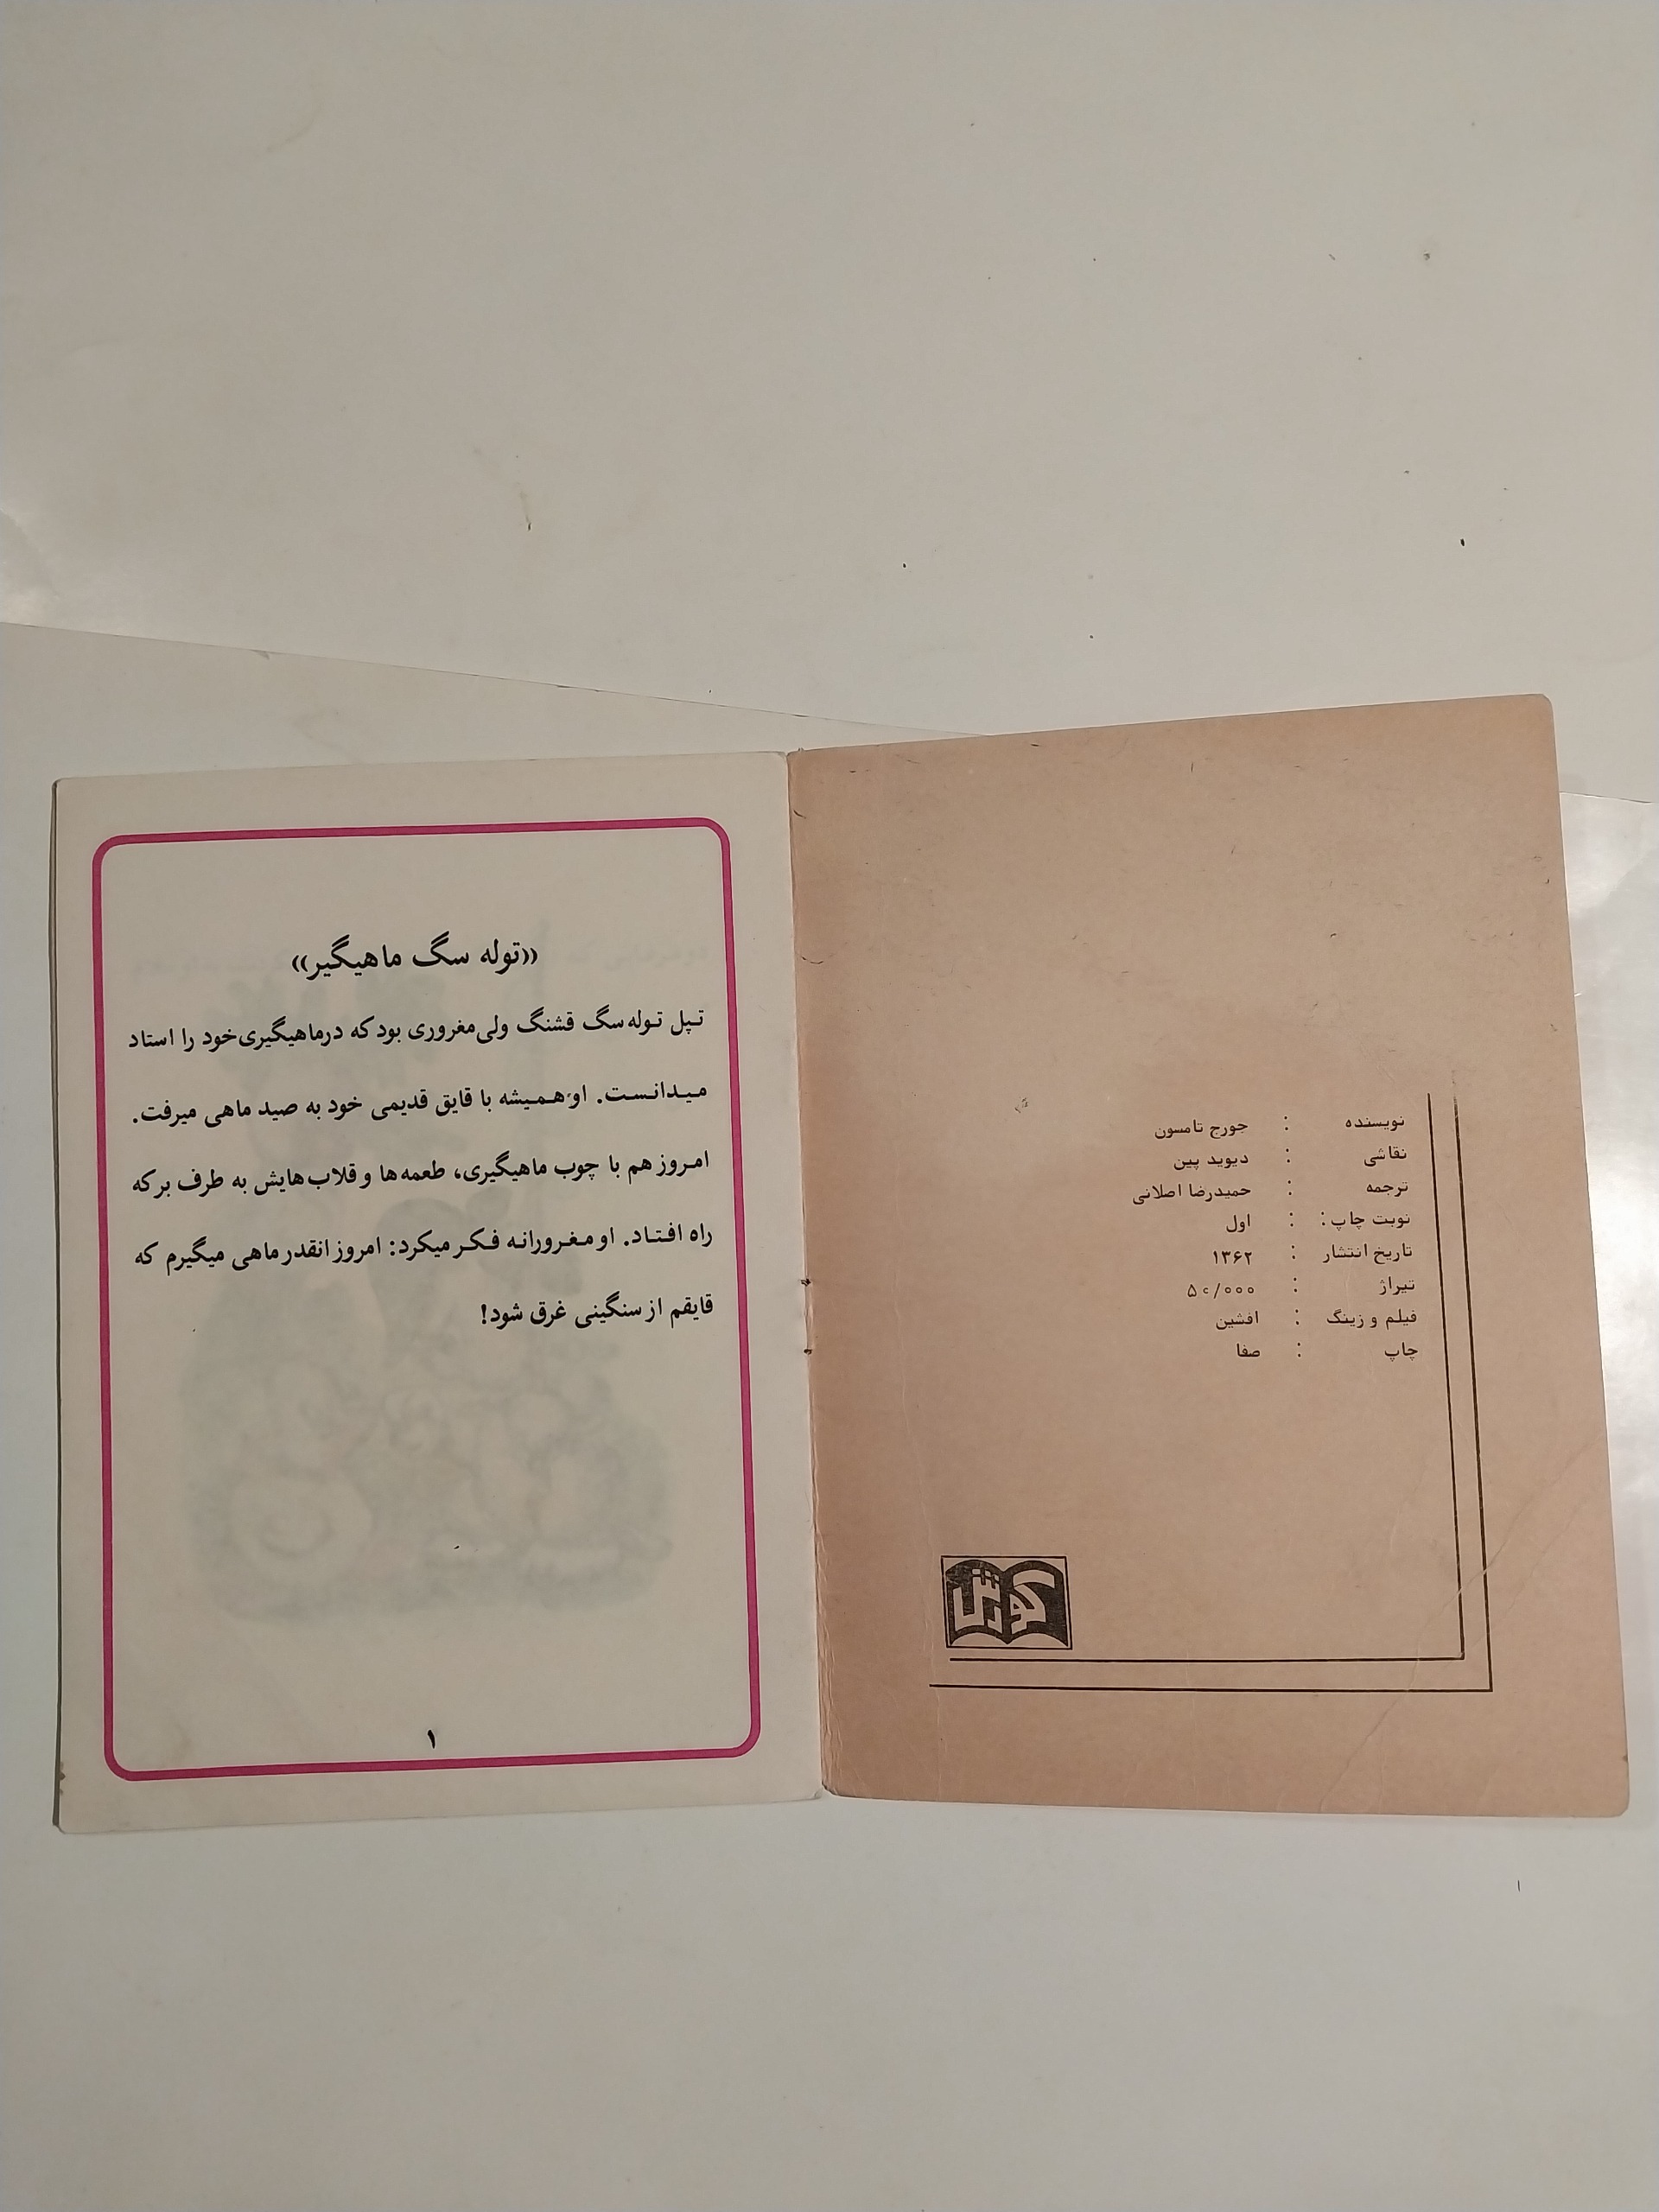 نویسنده : جورج تامسون
نقاشی : دیوید پین
ترجمه : حمیدرضا اصلانی
نوبت چاپ: : اول
تاریخ انتشار : ۱۳۶۲
تیراژ : ۵۰/۰۰۰
فیلم و زینگ : افشین
چاپ : صفا
کورش
«توله سگ ماهیگیر»
تپل توله سگ قشنگ ولی مغروری بود که درماهیگیری خود را استاد
میدانست. او همیشه با قایق قدیمی خود به صید ماهی میرفت.
امروز هم با چوب ماهیگیری، طعمه ها و قلاب هایش به طرف برکه
راه افتاد. او مغرورانه فکر میکرد: امروز انقدر ماهی میگیرم که
قایقم از سنگینی غرق شود!
۱